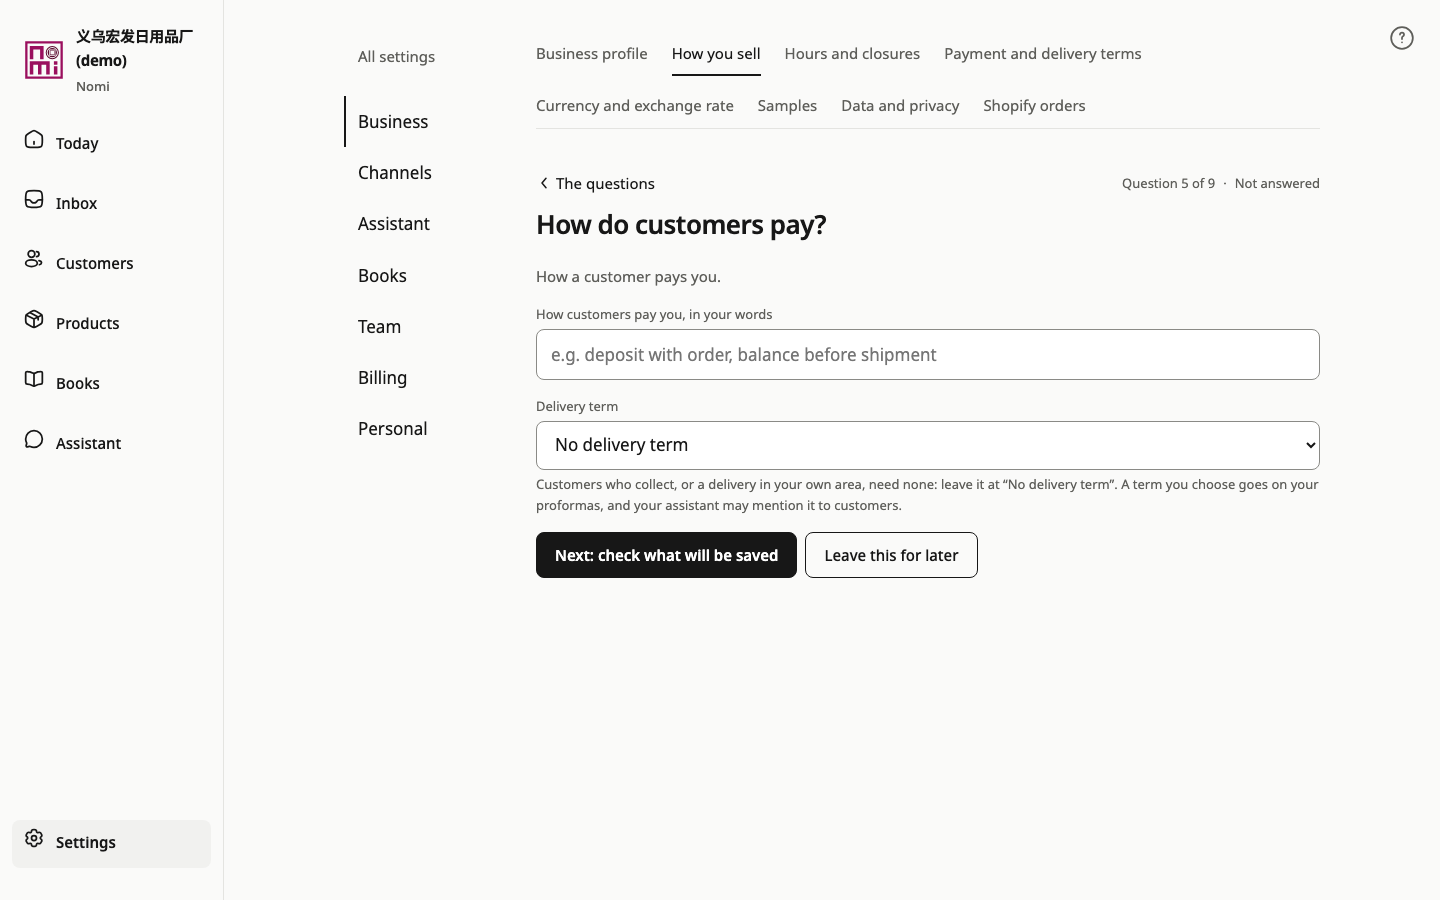 义乌宏发日用品厂
(demo)
Nomi
Today
Inbox
Customers
Products
Books
Assistant
Settings
All settings
Business
Channels
Assistant
Books
Team
Billing
Personal
Business profile How you sell Hours and closures Payment and delivery terms
Currency and exchange rate Samples Data and privacy Shopify orders
The questions Question 5 of 9 · Not answered
How do customers pay?
How a customer pays you.
How customers pay you, in your words
e.g. deposit with order, balance before shipment
Delivery term
No delivery term
Customers who collect, or a delivery in your own area, need none: leave it at “No delivery term”. A term you choose goes on your
proformas, and your assistant may mention it to customers.
Next: check what will be saved Leave this for later